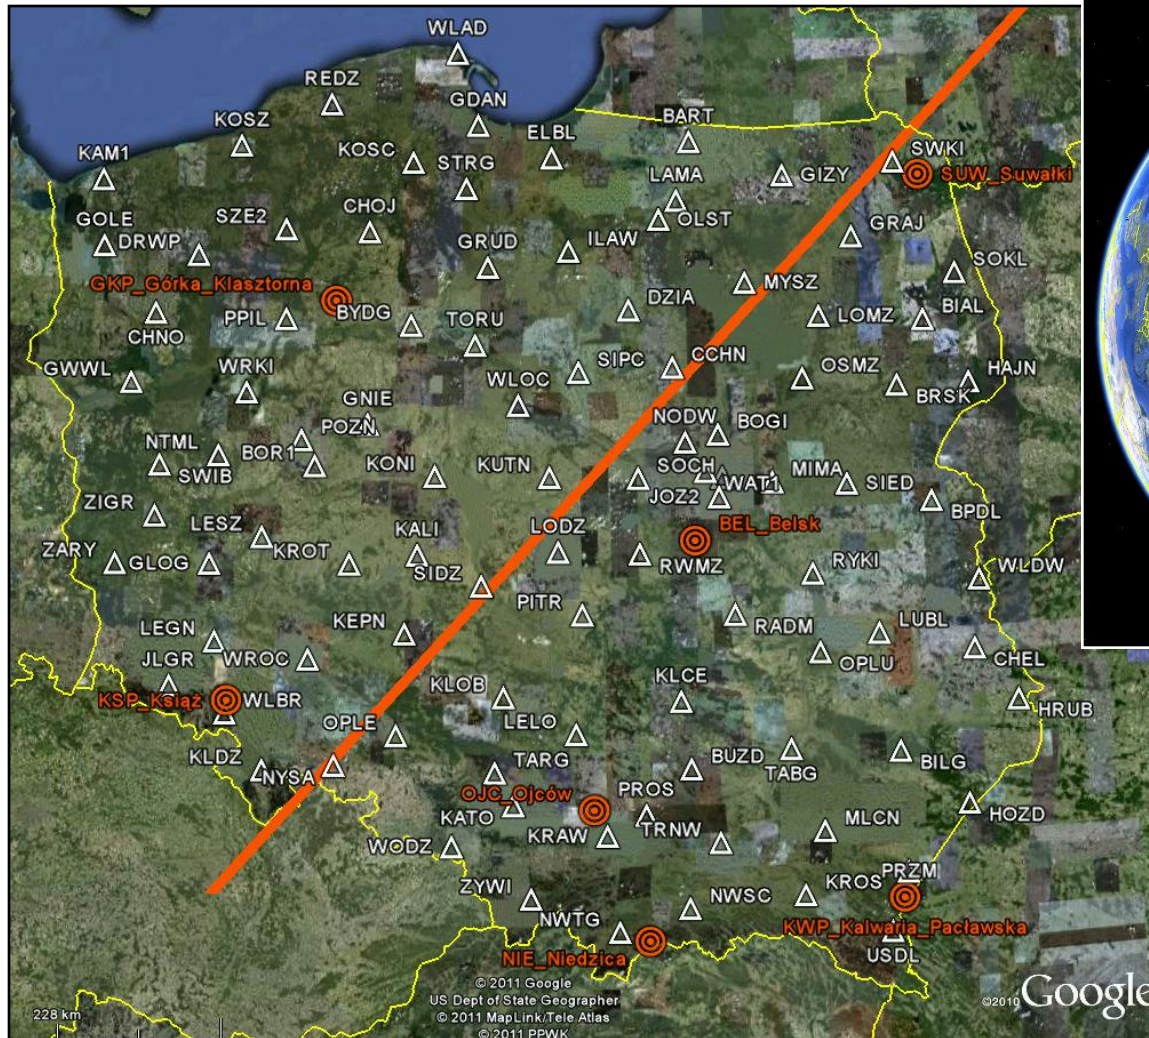 WLAD
REDZ
GDAN
KOSZ
ELBL
BART
KOSC
STRG
SWKI
KAM1
LAMA
GIZY
SUW_Suwałki
GOLE
SZE2
CHOJ
OLST
GRAJ
DRWP
GRUD
ILAW
SOKL
GKP_Górka_Klasztorna
MYSZ
CHNO
PPIL
BYDG
TORU
DZIA
LOMZ
BIAL
GWWL
WRKI
WLOC
SIPC
CCHN
OSMZ
HAJN
GNIE
BRSK
NTML
BOR1
POZN
NODW
BOGI
SWIB
KONI
KUTN
SOCH
WAT1
MIMA
SIED
ZIGR
LESZ
JOZ2
BPDL
KALI
LODZ
BEL_Belsk
ZARY
GLOG
KROT
SIDZ
RWMZ
RYKI
WLDW
PITR
LEGN
KEPN
RADM
LUBL
JLGR
WROC
OPLU
CHEL
KLOB
KLCE
KSP_Książ
WLBR
HRUB
OPLE
LELO
KLDZ
NYSA
TARG
BUZD
TABG
BILG
OJC_Ojców
PROS
KATO
KRAW
TRNW
MLCN
HOZD
WODZ
PRZM
ZYWI
KROS
NWSC
NWTG
KWP_Kalwaria_Pacławska
NIE_Niedzica
USDL
© 2011 Google
US Dept of State Geographer
© 2011 MapLink/Tele Atlas
© 2011 PPWK
©2010 Google
228 km